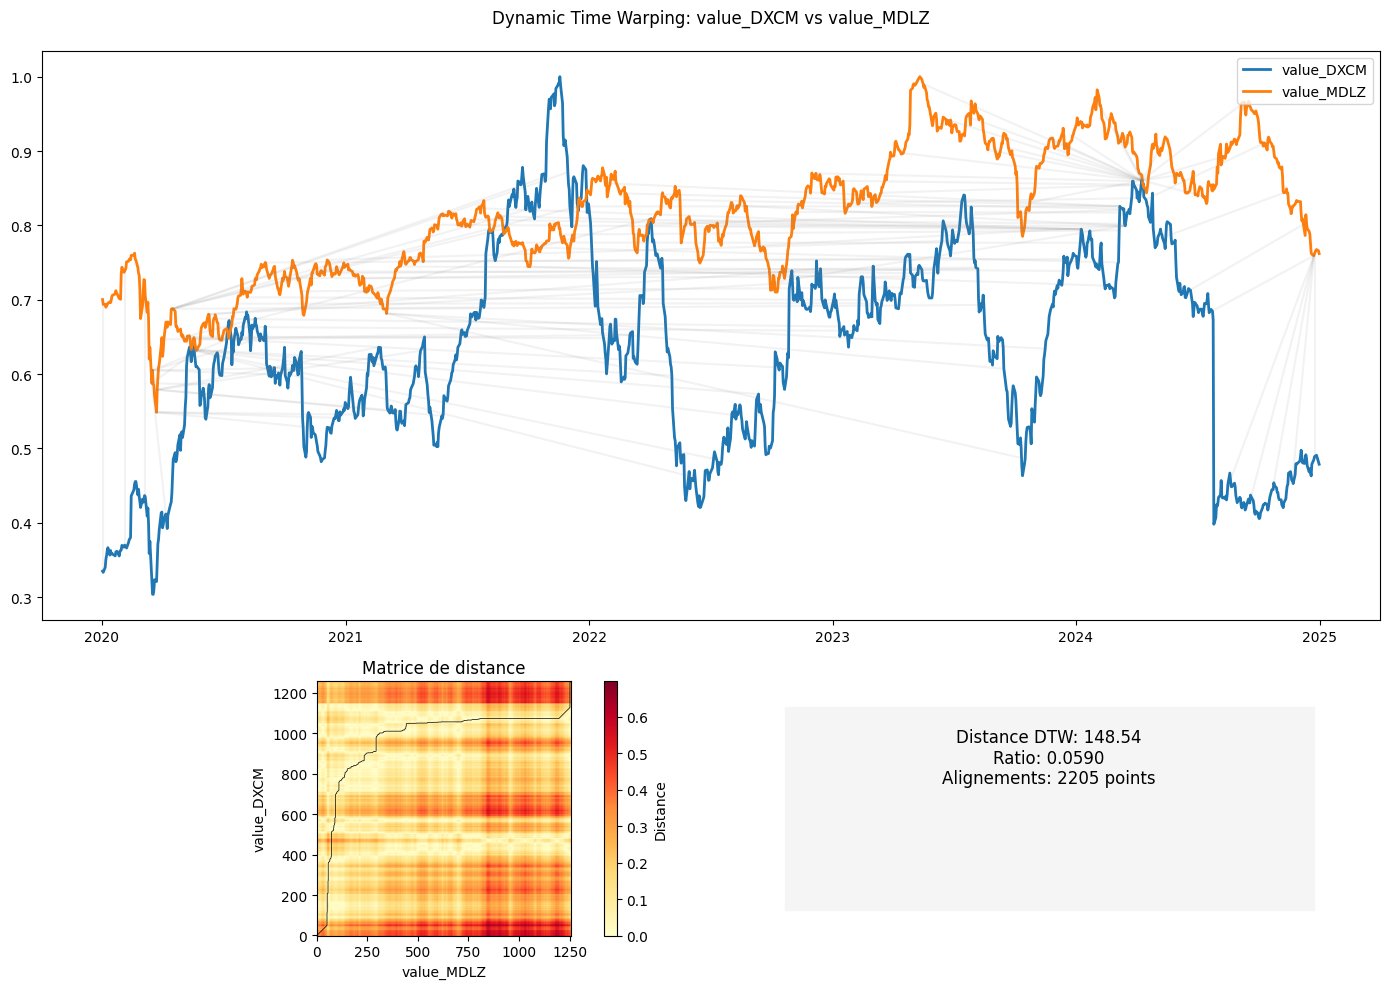 Dynamic Time Warping: value_DXCM vs value_MDLZ
value_DXCM
value_MDLZ
1.0
0.9
0.8
0.7
0.6
0.5
0.4
0.3
2020 2021 2022 2023 2024 2025
Matrice de distance
1200
1000
800
600
400
200
0
value_DXCM
0 250 500 750 1000 1250
value_MDLZ
0.6
0.5
0.4
0.3
0.2
0.1
0.0
Distance
Distance DTW: 148.54
Ratio: 0.0590
Alignements: 2205 points